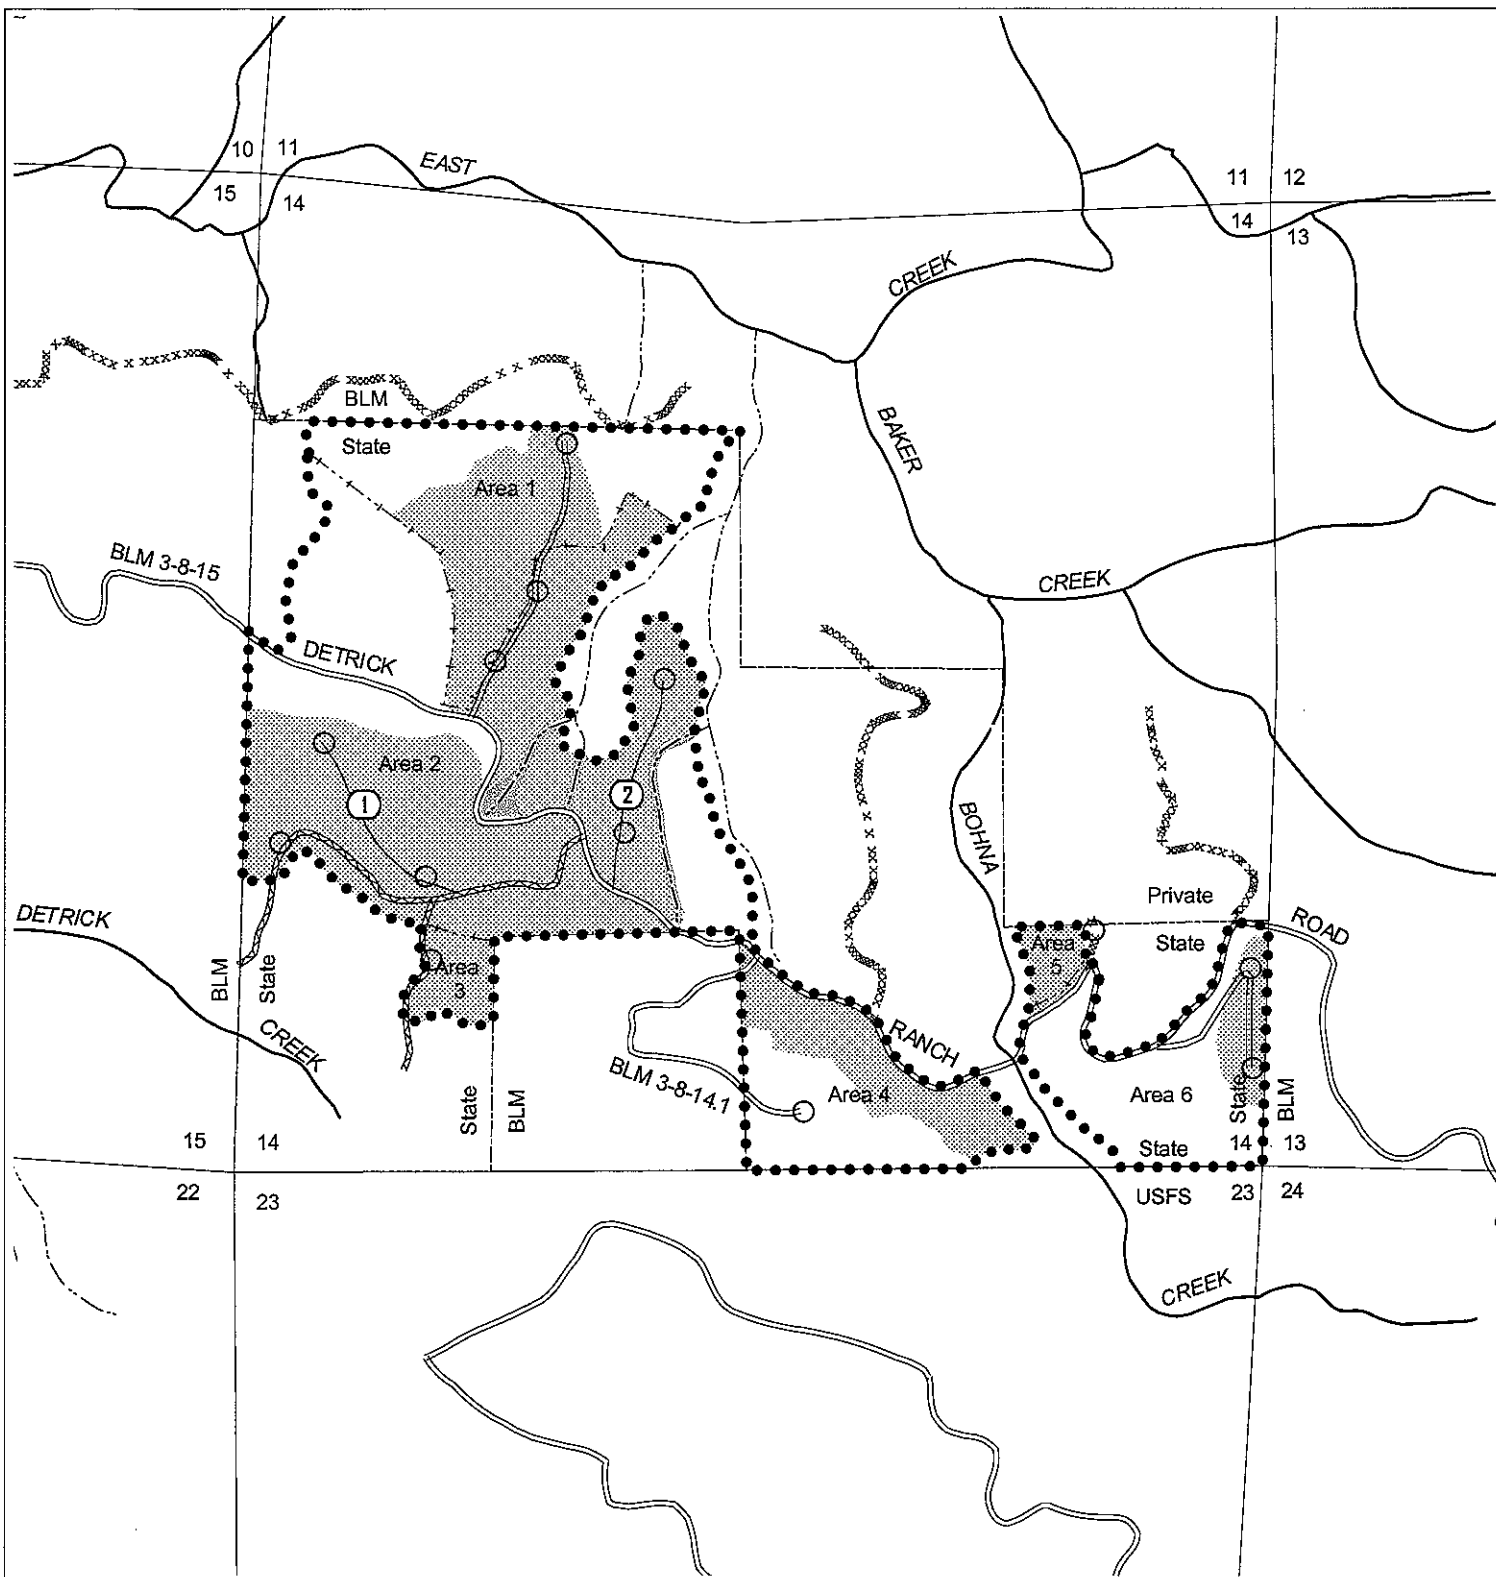 10 11
15 14
EAST
CREEK
11 12
14 13
BLM
State
BAKER
Area 1
BLM 3-8-15
CREEK
DETRICK
Area 2
1
2
BOHNA
Private
State
ROAD
DETRICK
BLM
State
CREEK
Area
3
Area
5
RANCH
BLM 3-8-14.1
Area 4
Area 6
State
BLM
State
BLM
15 14
22 23
State
14 13
USFS
23 24
CREEK